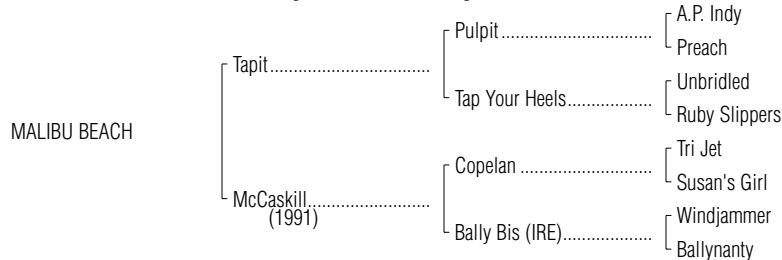 Pulpit
A.P. Indy
Preach
Tapit
Tap Your Heels
Unbridled
Ruby Slippers
MALIBU BEACH
Copelan
Tri Jet
Susan's Girl
McCaskill
(1991)
Bally Bis (IRE)
Windjammer
Ballynanty